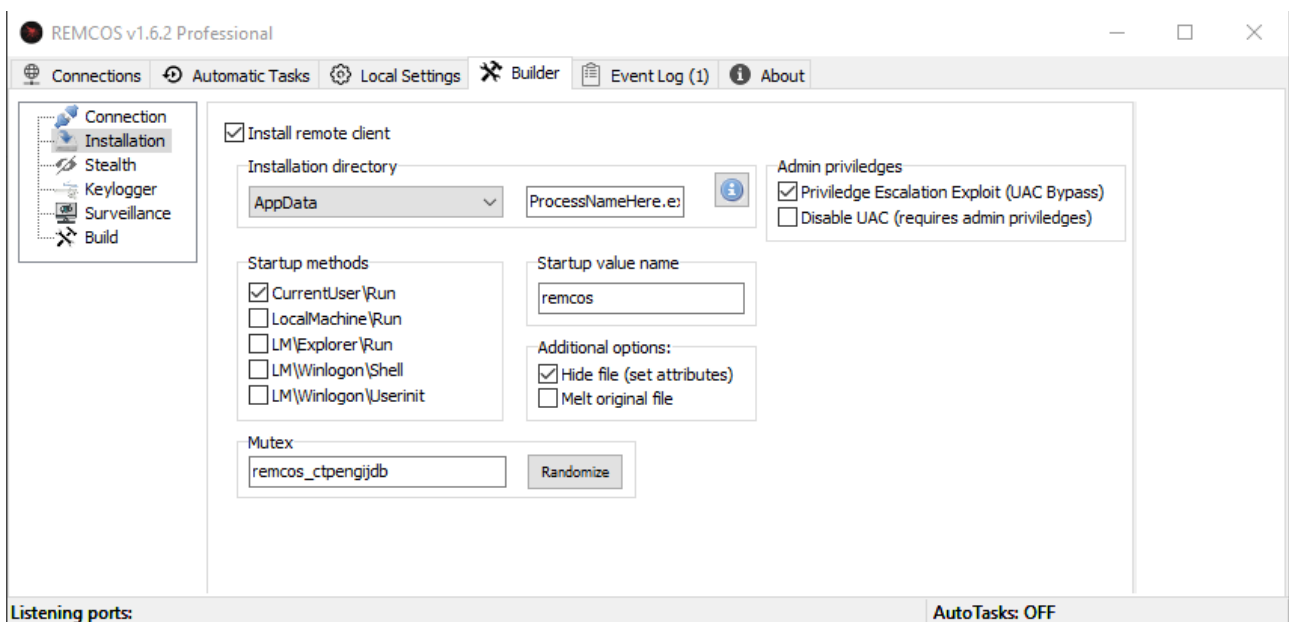 REMCOS v1.6.2 Professional
Connections Automatic Tasks Local Settings Builder Event Log (1) About
Connection
Installation
Stealth
Keylogger
Surveillance
Build
Install remote client
Installation directory
AppData
ProcessNameHere.ex
Admin priviledges
Priviledge Escalation Exploit (UAC Bypass)
Disable UAC (requires admin priviledges)
Startup methods
CurrentUser\Run
LocalMachine\Run
LM\Explorer\Run
LM\Winlogon\Shell
LM\Winlogon\Userinit
Startup value name
remcos
Additional options:
Hide file (set attributes)
Melt original file
Mutex
remcos_ctpengijdb
Randomize
Listening ports:
AutoTasks: OFF